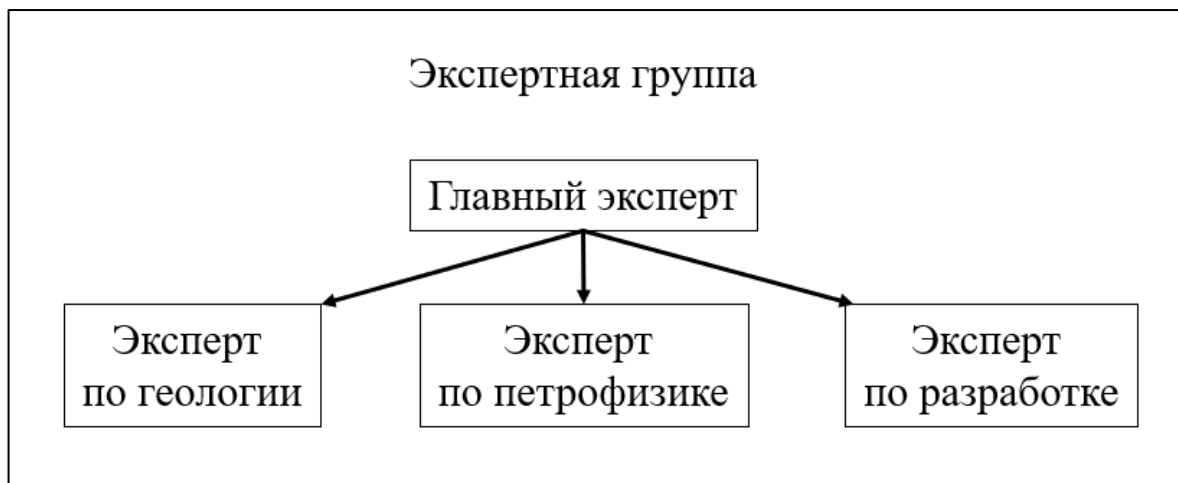 Экспертная группа
Главный эксперт
Эксперт
по геологии
Эксперт
по петрофизике
Эксперт
по разработке